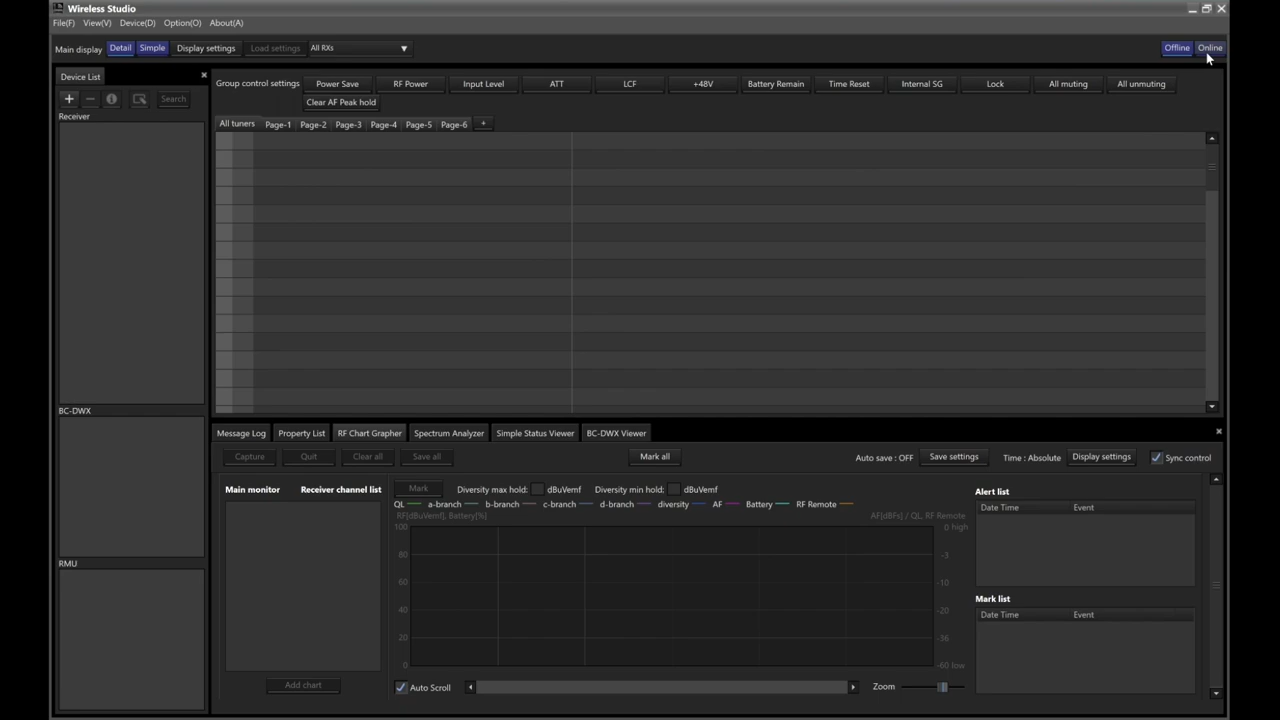 Wireless Studio
File(F) View(V) Device(D) Option(O) About(A)
Main display Detail Simple Display settings Load settings All RXs Offline Online
Device List
Search
Receiver
BC-DWX
RMU
Group control settings Power Save RF Power Input Level ATT LCF +48V Battery Remain Time Reset Internal SG Lock All muting All unmuting
Clear AF Peak hold
All tuners Page-1 Page-2 Page-3 Page-4 Page-5 Page-6 +
Message Log Property List RF Chart Grapher Spectrum Analyzer Simple Status Viewer BC-DWX Viewer
Capture Quit Clear all Save all Mark all Auto save : OFF Save settings Time : Absolute Display settings Sync control
Main monitor Receiver channel list
Add chart
Mark Diversity max hold: dBuVemf Diversity min hold: dBuVemf
QL a-branch b-branch c-branch d-branch diversity AF Battery RF Remote
RF[dBuVemf], Battery[%] AF[dBFs] / QL, RF Remote
100 0 high
80 -3
60 -10
40 -20
20 -36
0 -60 low
Auto Scroll Zoom
Alert list
Date Time Event
Mark list
Date Time Event